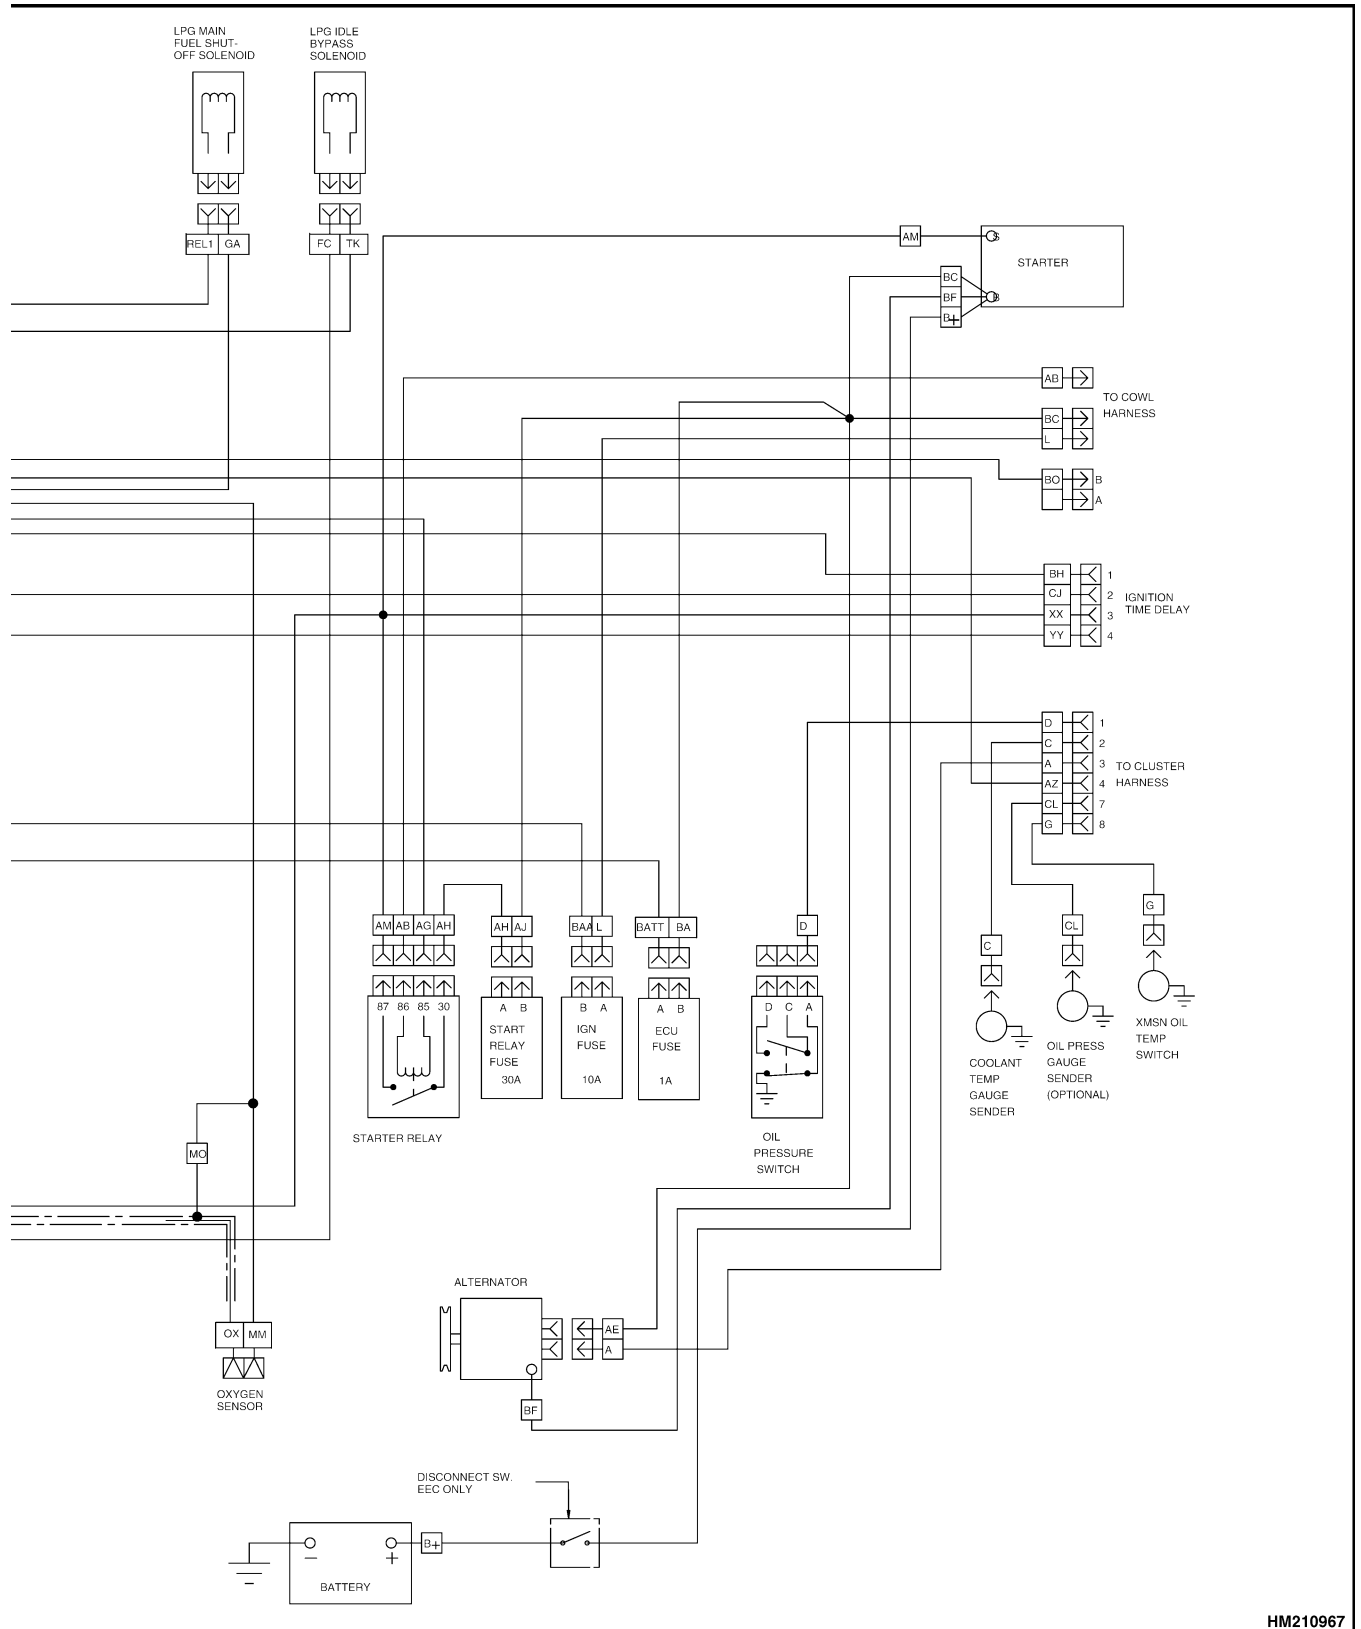 LPG MAIN
FUEL SHUT-
OFF SOLENOID
LPG IDLE
BYPASS
SOLENOID
REL1 GA
FC TK
AM
S
STARTER
BC
BF
B
B+
AB
TO COWL
HARNESS
BC
L
BO
B
A
BH 1
CJ 2
XX 3
YY 4
IGNITION
TIME DELAY
D 1
C 2
A 3
AZ 4
CL 7
G 8
TO CLUSTER
HARNESS
G
CL
C
D
AM AB AG AH
AH AJ
BAA L
BATT BA
87 86 85 30
A B
START
RELAY
FUSE
30A
B A
IGN
FUSE
10A
A B
ECU
FUSE
1A
D C A
STARTER RELAY
OIL
PRESSURE
SWITCH
COOLANT
TEMP
GAUGE
SENDER
OIL PRESS
GAUGE
SENDER
(OPTIONAL)
XMSN OIL
TEMP
SWITCH
MO
OX MM
OXYGEN
SENSOR
ALTERNATOR
AE
A
BF
DISCONNECT SW.
EEC ONLY
B+
–
+
BATTERY
HM210967